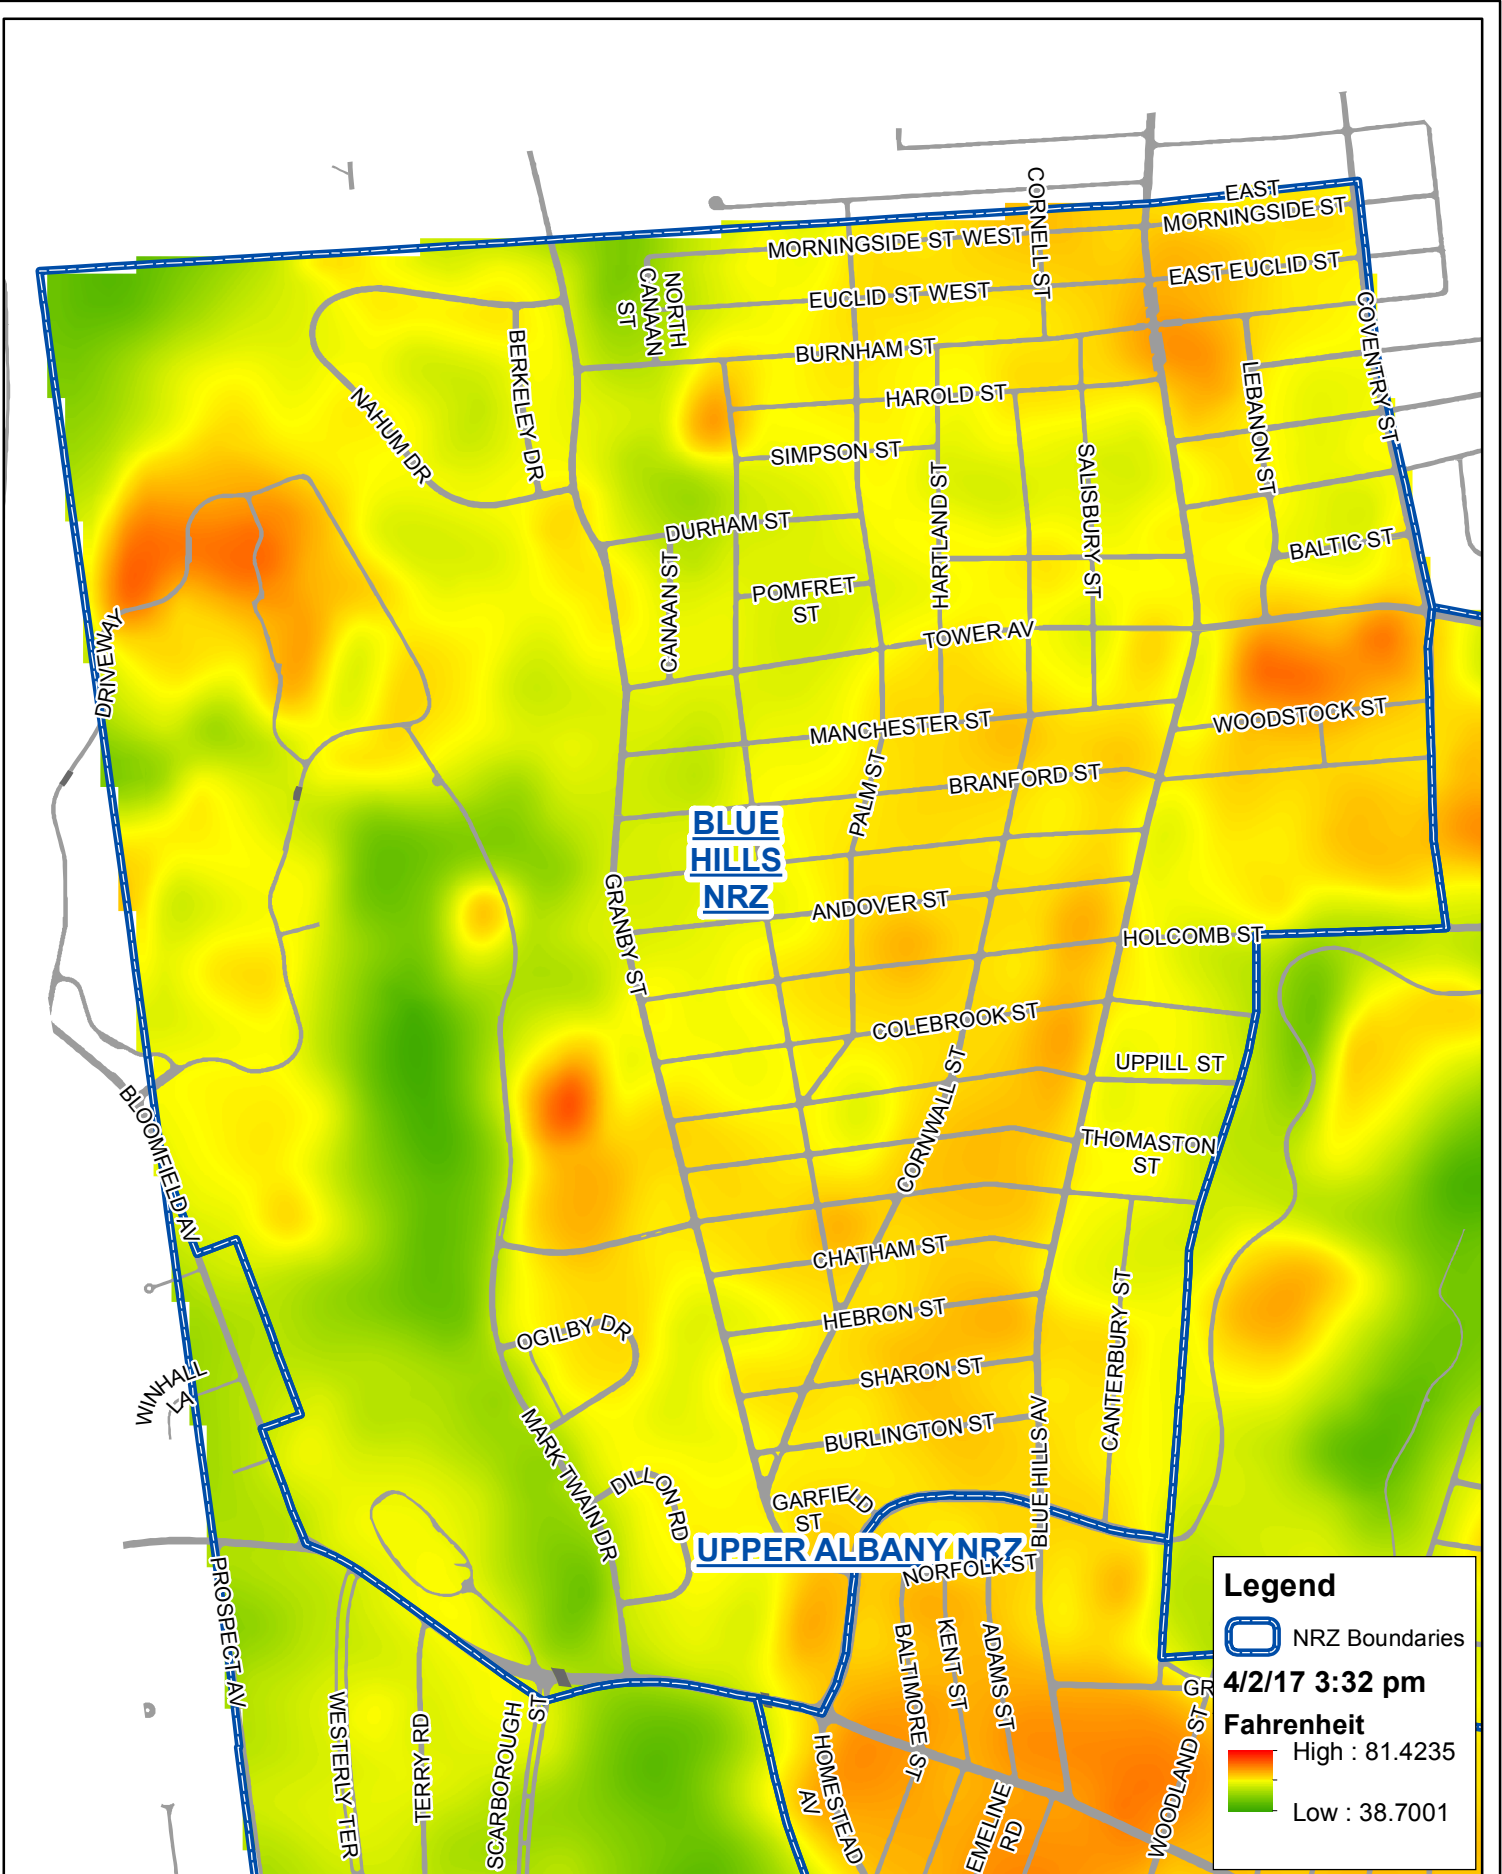 EAST
MORNINGSIDE ST
MORNINGSIDE ST WEST
CORNELL ST
EAST EUCLID ST
NORTH
CANAAN
ST
EUCLID ST WEST
COVENTRY ST
BURNHAM ST
BERKELEY DR
LEBANON ST
NAHUM DR
HAROLD ST
SIMPSON ST
SALISBURY ST
HARTLAND ST
DURHAM ST
BALTIC ST
CANAAN ST
POMFRET
ST
DRIVEWAY
TOWER AV
MANCHESTER ST
WOODSTOCK ST
PALM ST
BRANFORD ST
BLUE
HILLS
NRZ
GRANBY ST
ANDOVER ST
HOLCOMB ST
COLEBROOK ST
UPPILL ST
BLOOMFIELD AV
CORNWALL ST
THOMASTON
ST
CHATHAM ST
CANTERBURY ST
HEBRON ST
OGILBY DR
WINHALL
LA
SHARON ST
MARK TWAIN DR
BURLINGTON ST
BLUE HILLS AV
DILLON RD
GARFIELD
ST
UPPER ALBANY NRZ
NORFOLK ST
PROSPECT AV
BALTIMORE ST
KENT ST
ADAMS ST
WESTERLY TER
TERRY RD
SCARBOROUGH
ST
HOMESTEAD
AV
EMELINE
RD
WOODLAND ST
GR
Legend
NRZ Boundaries
4/2/17 3:32 pm
Fahrenheit
High : 81.4235
Low : 38.7001